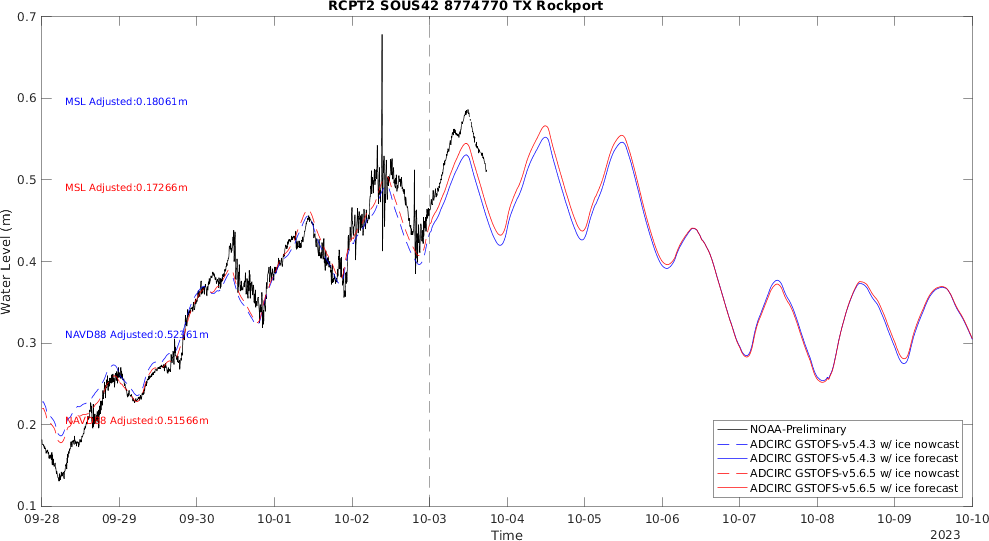 RCPT2 SOUS42 8774770 TX Rockport
0.7
0.6
0.5
0.4
0.3
0.2
0.1
Water Level (m)
MSL Adjusted:0.18061m
MSL Adjusted:0.17266m
NAVD88 Adjusted:0.52361m
NAVD88 Adjusted:0.51566m
NOAA-Preliminary
ADCIRC GSTOFS-v5.4.3 w/ ice nowcast
ADCIRC GSTOFS-v5.4.3 w/ ice forecast
ADCIRC GSTOFS-v5.6.5 w/ ice nowcast
ADCIRC GSTOFS-v5.6.5 w/ ice forecast
09-28 09-29 09-30 10-01 10-02 10-03 10-04 10-05 10-06 10-07 10-08 10-09 10-10
Time
2023